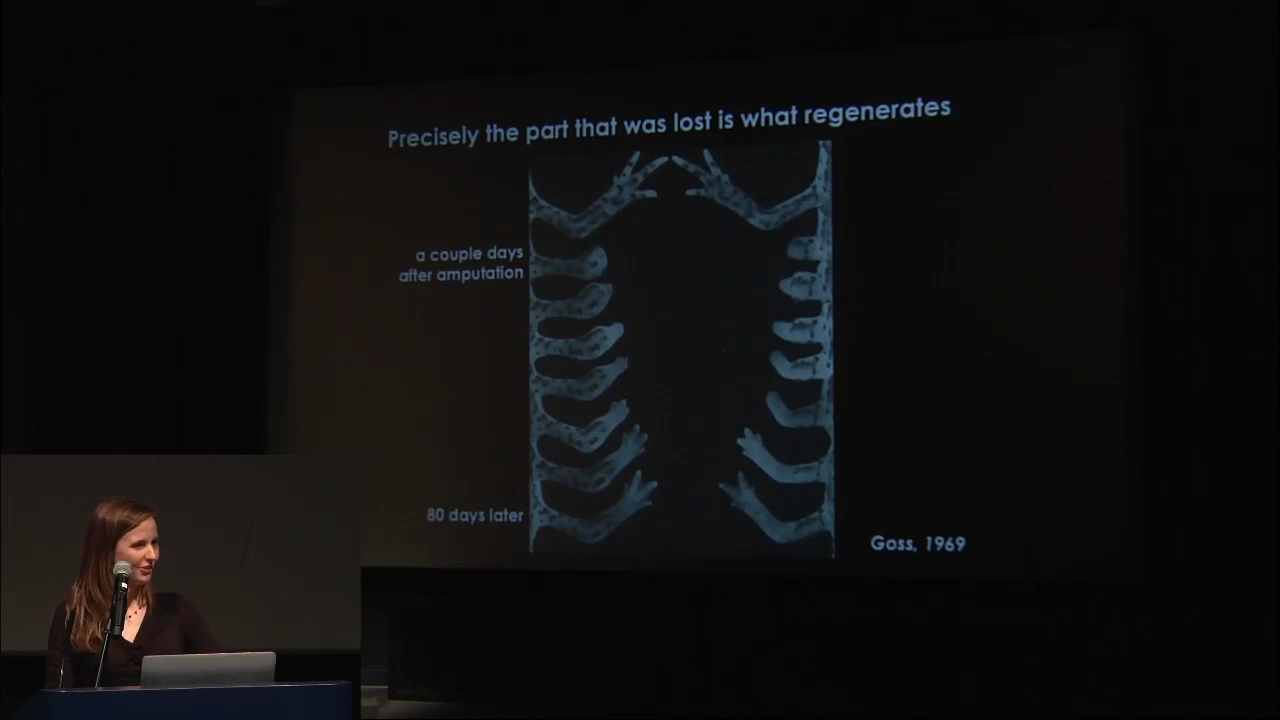 Precisely the part that was lost is what regenerates
a couple days
after amputation
80 days later
Goss, 1969